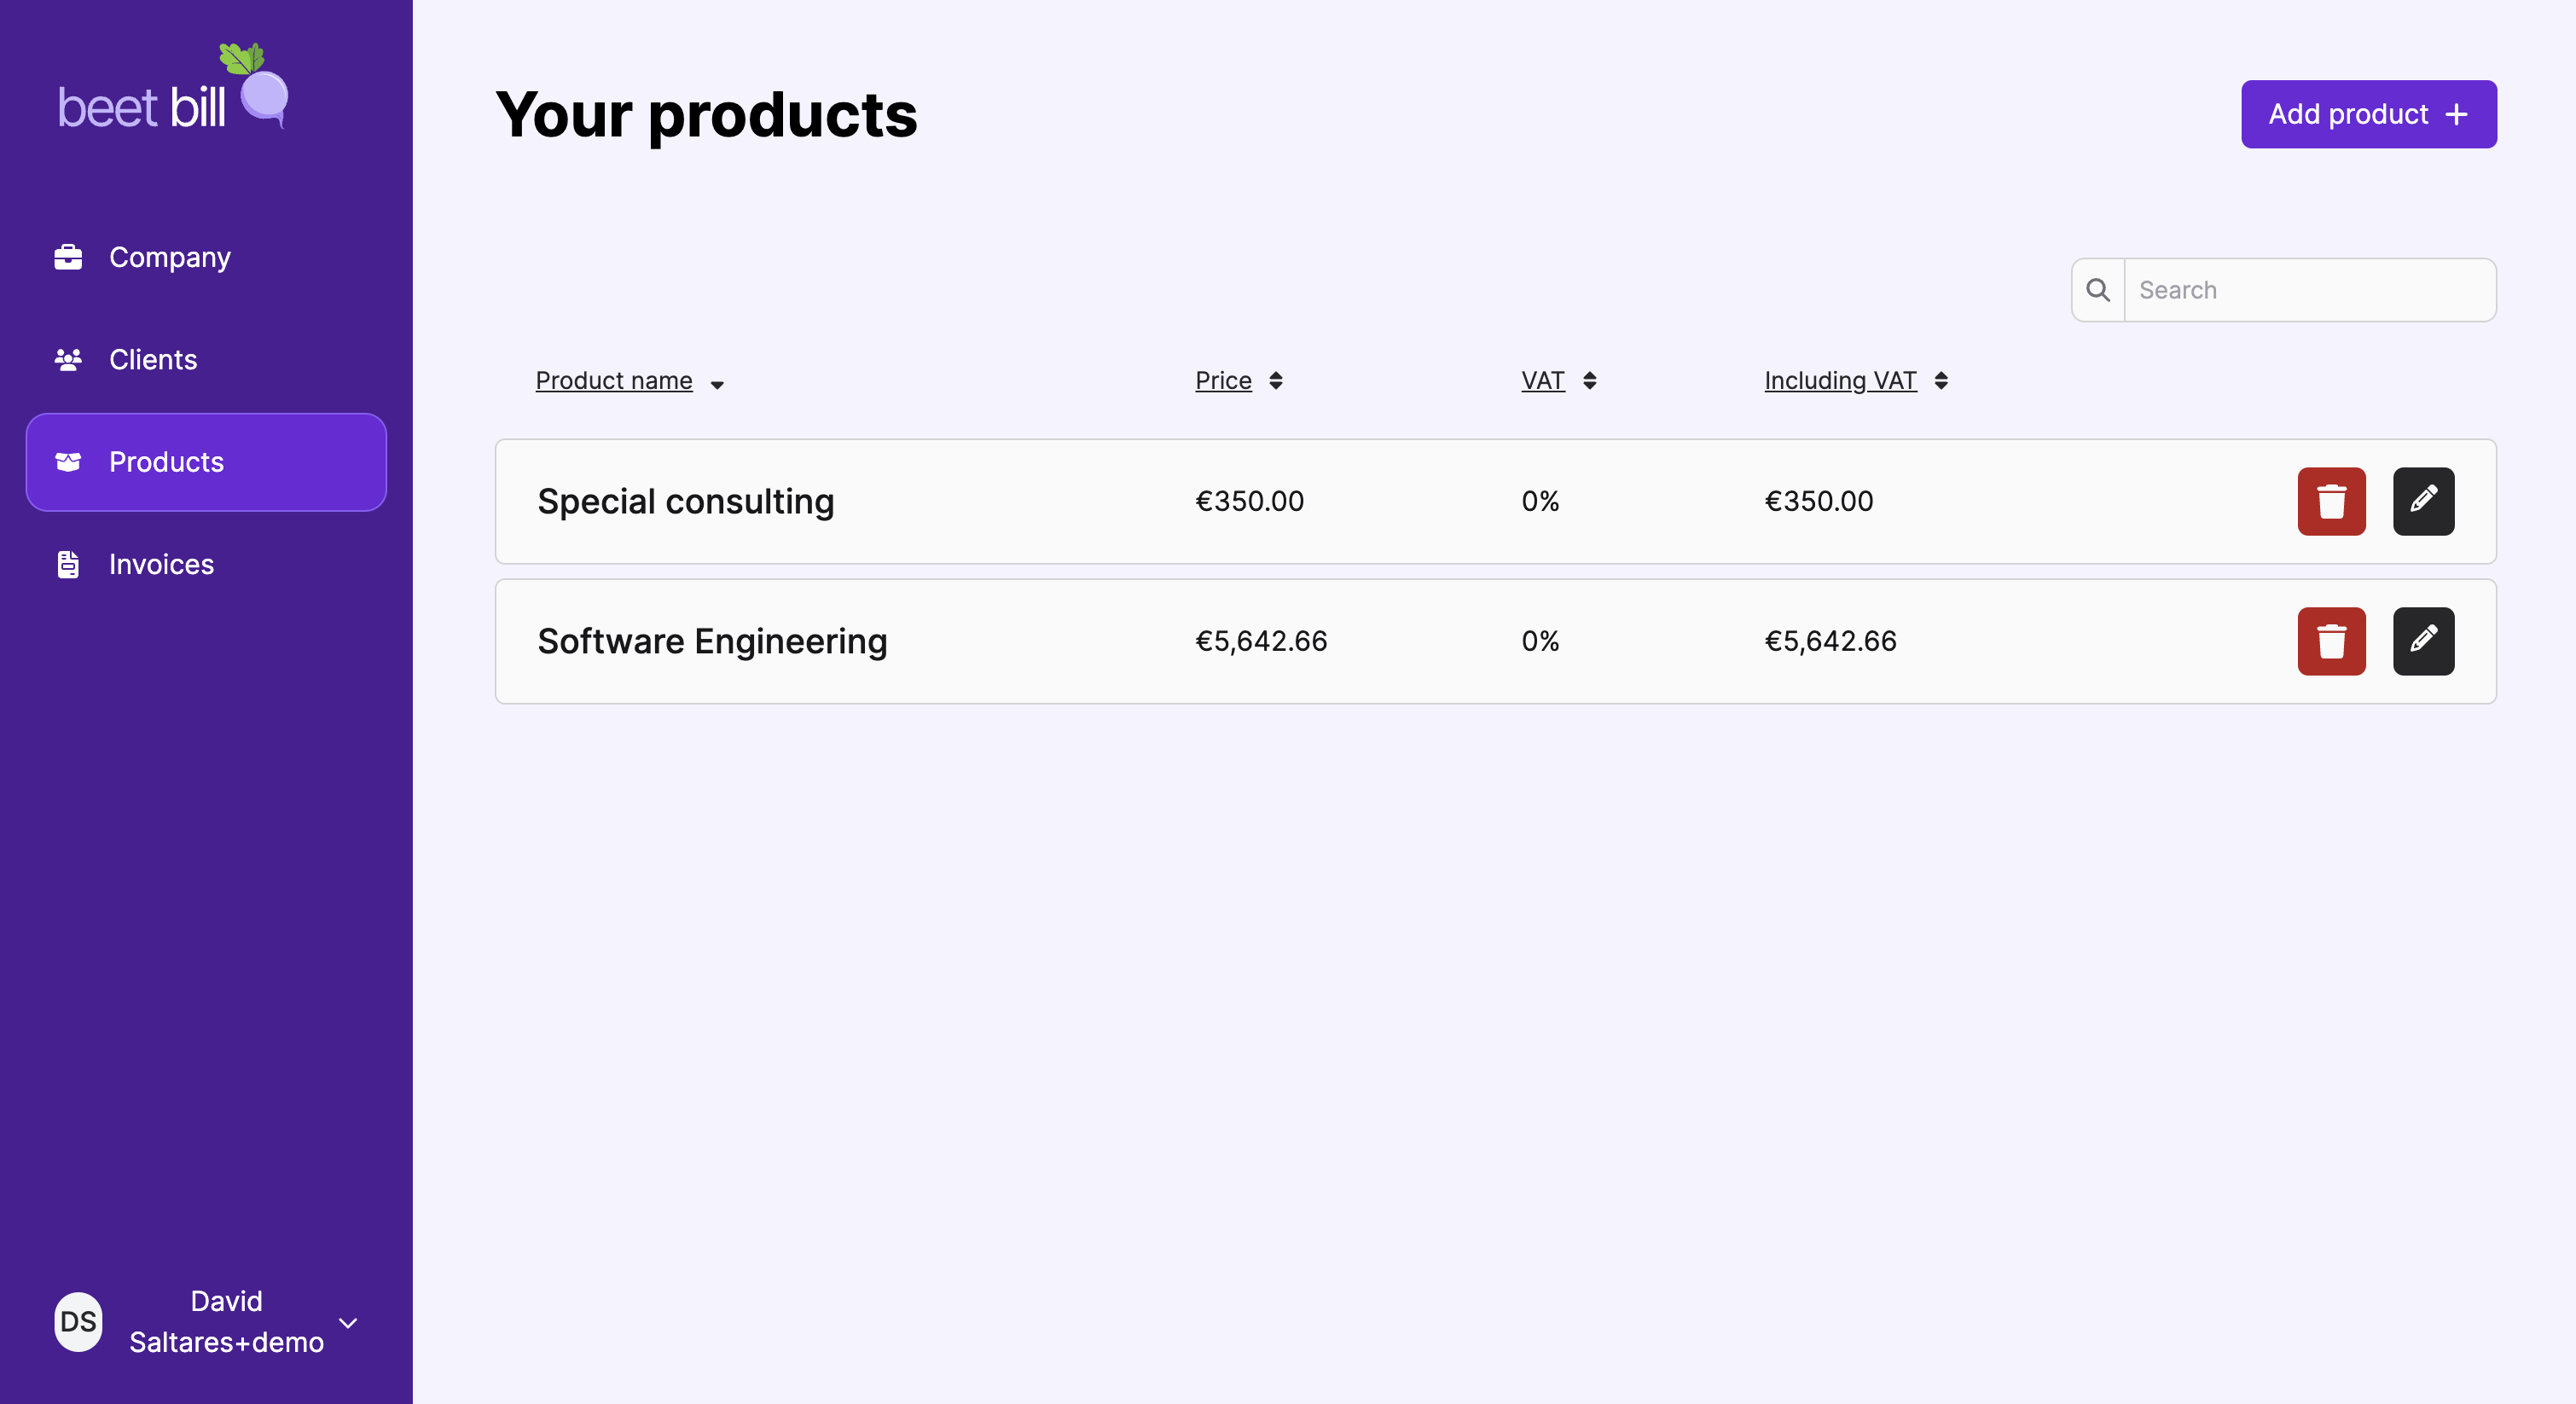 beet bill
Company
Clients
Products
Invoices
DS
David
Saltares+demo
Your products
Add product +
Search
Product name
Price
VAT
Including VAT
Special consulting
€350.00
0%
€350.00
Software Engineering
€5,642.66
0%
€5,642.66